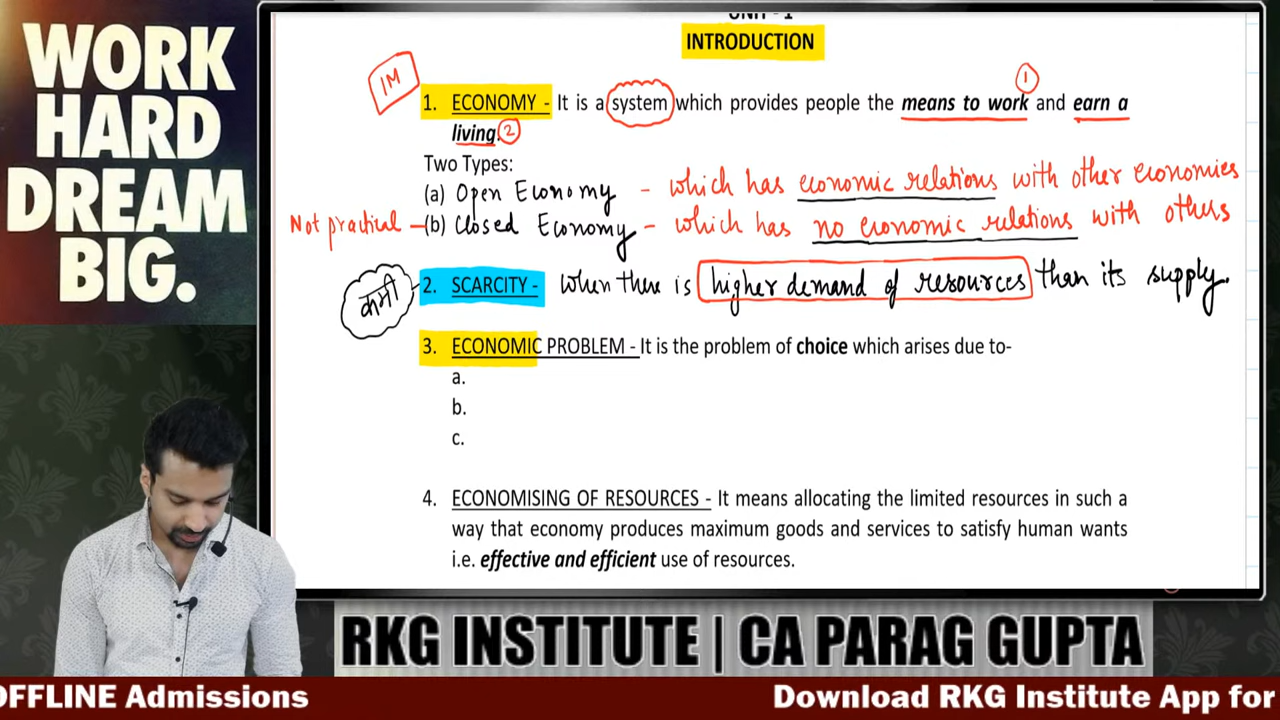 WORK
HARD
DREAM
BIG.
UNIT - 1
INTRODUCTION
1M
1. ECONOMY - It is a system which provides people the means to work and earn a
1
living. 2
Two Types:
(a) Open Economy - which has economic relations with other economies
Not practical - (b) Closed Economy - which has no economic relations with others
कमी
2. SCARCITY - When there is higher demand of resources than its supply.
3. ECONOMIC PROBLEM - It is the problem of choice which arises due to-
a.
b.
c.
4. ECONOMISING OF RESOURCES - It means allocating the limited resources in such a
way that economy produces maximum goods and services to satisfy human wants
i.e. effective and efficient use of resources.
RKG INSTITUTE | CA PARAG GUPTA
OFFLINE Admissions Download RKG Institute App for